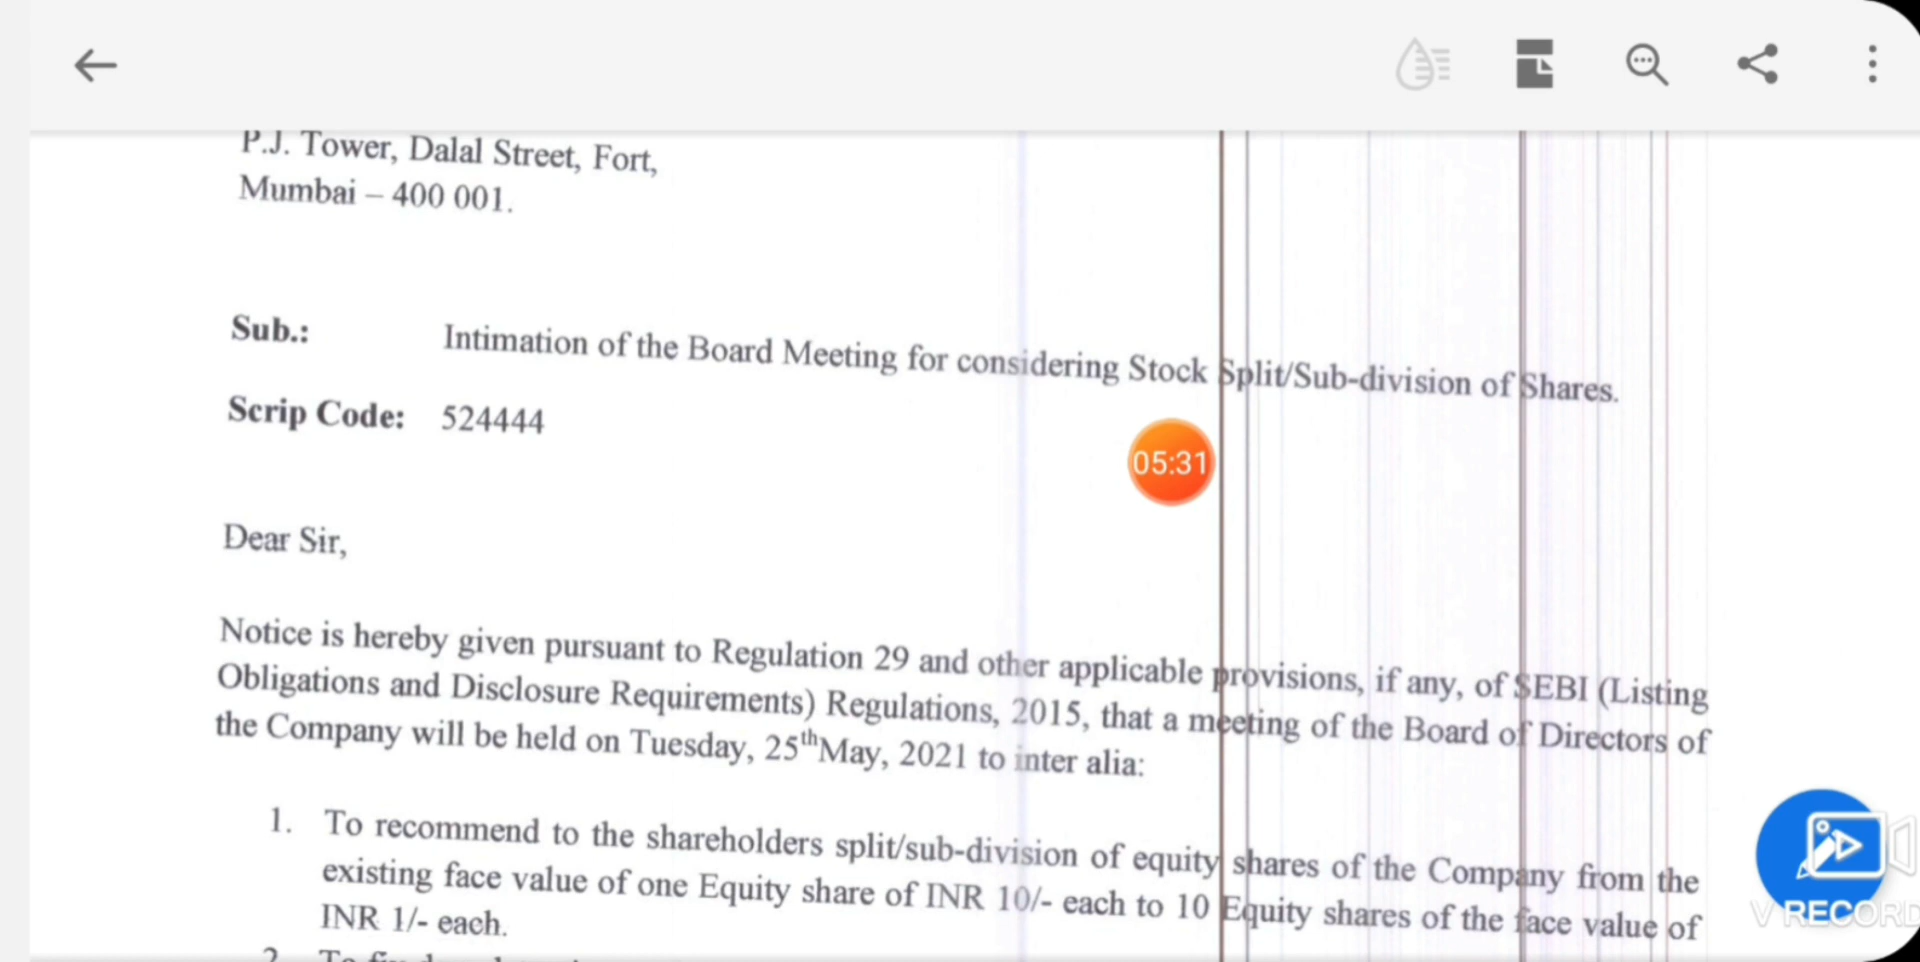 P.J. Tower, Dalal Street, Fort,
Mumbai – 400 001.
Sub.: Intimation of the Board Meeting for considering Stock Split/Sub-division of Shares.
Scrip Code: 524444
05:31
Dear Sir,
Notice is hereby given pursuant to Regulation 29 and other applicable provisions, if any, of SEBI (Listing
Obligations and Disclosure Requirements) Regulations, 2015, that a meeting of the Board of Directors of
the Company will be held on Tuesday, 25thMay, 2021 to inter alia:
1. To recommend to the shareholders split/sub-division of equity shares of the Company from the
existing face value of one Equity share of INR 10/- each to 10 Equity shares of the face value of
INR 1/- each.
V RECORD